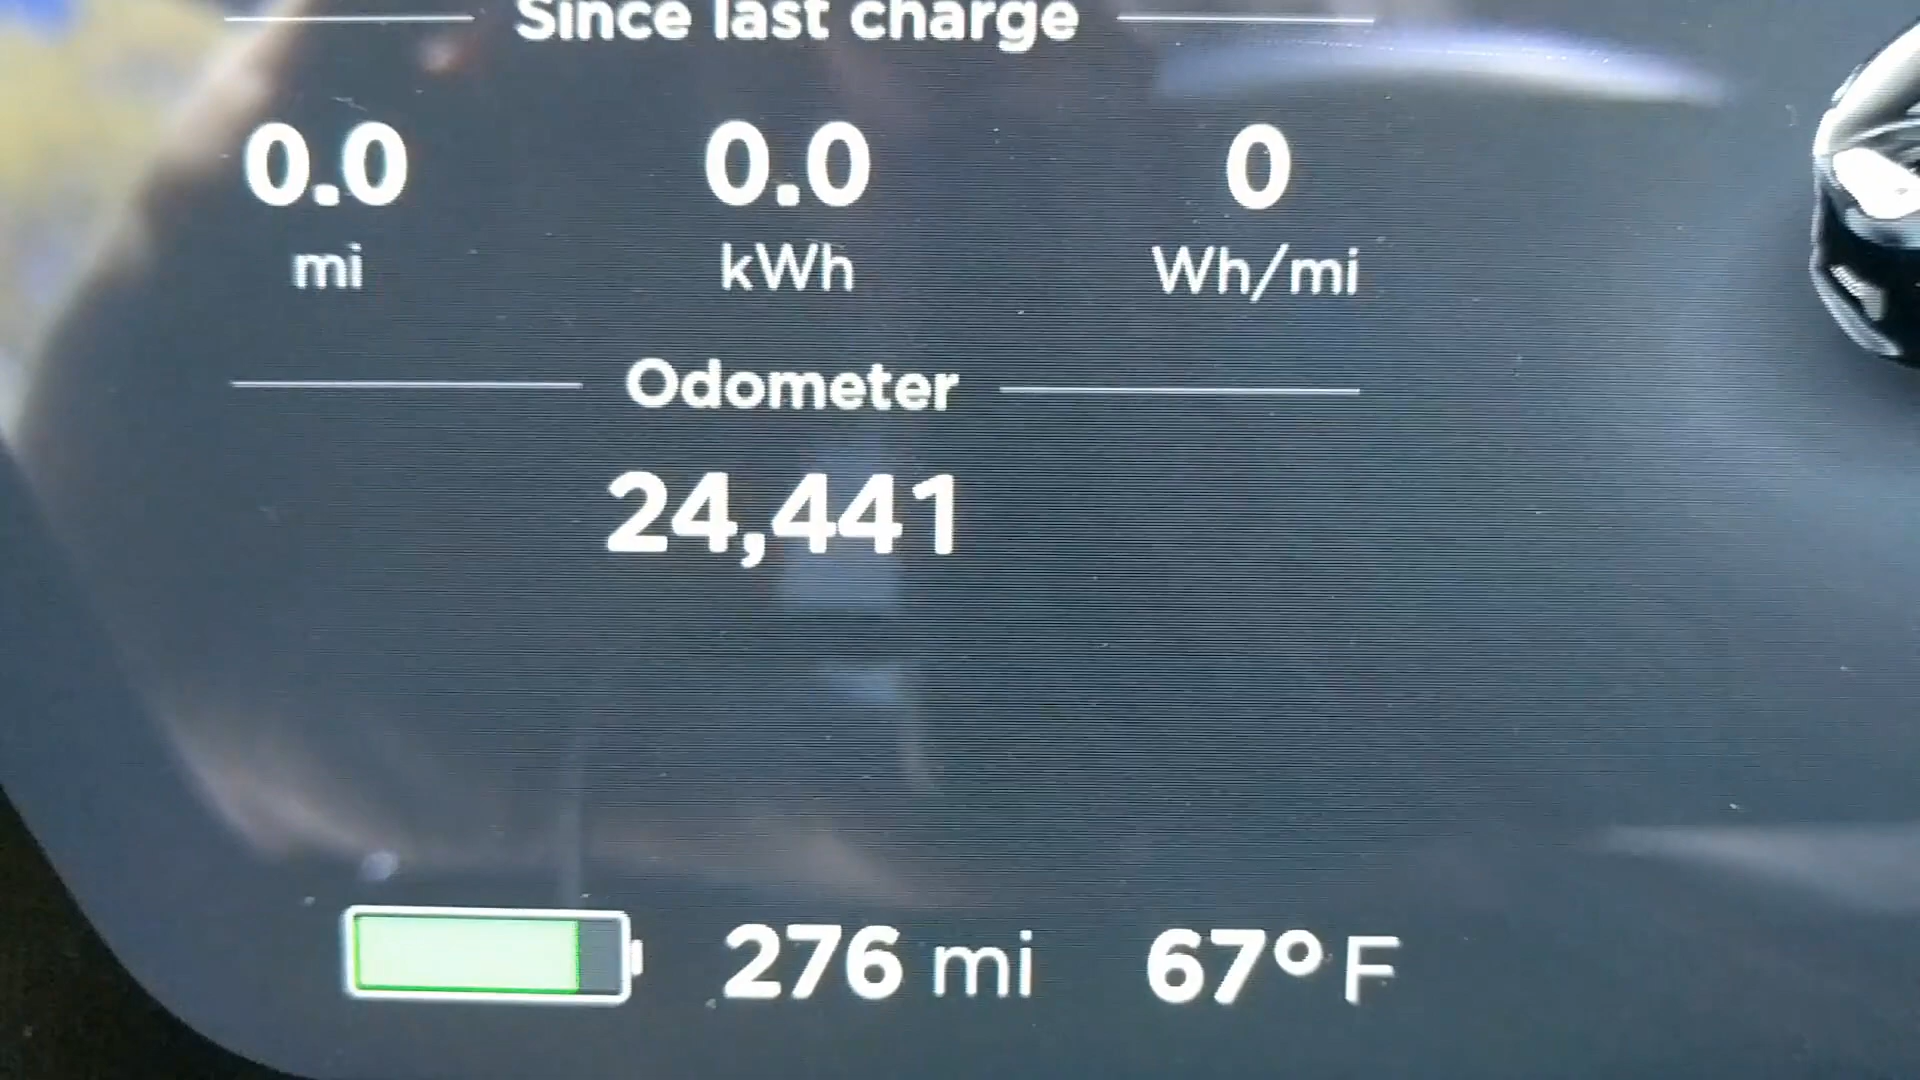 Since last charge
0.0 0.0 0
mi kWh Wh/mi
Odometer
24,441
276 mi 67° F